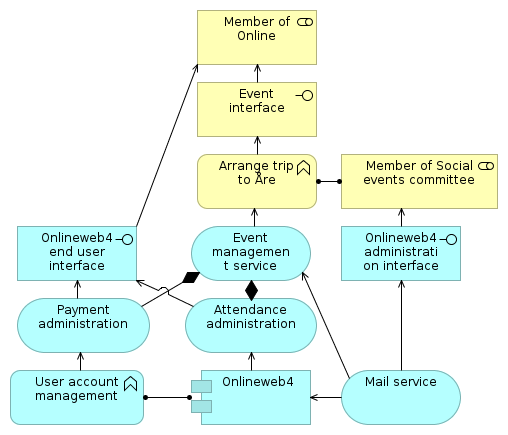 Member of
Online
Event
interface
Arrange trip
to Åre
Member of Social
events committee
Onlineweb4
end user
interface
Event
managemen
t service
Onlineweb4
administrati
on interface
Payment
administration
Attendance
administration
User account
management
Onlineweb4
Mail service